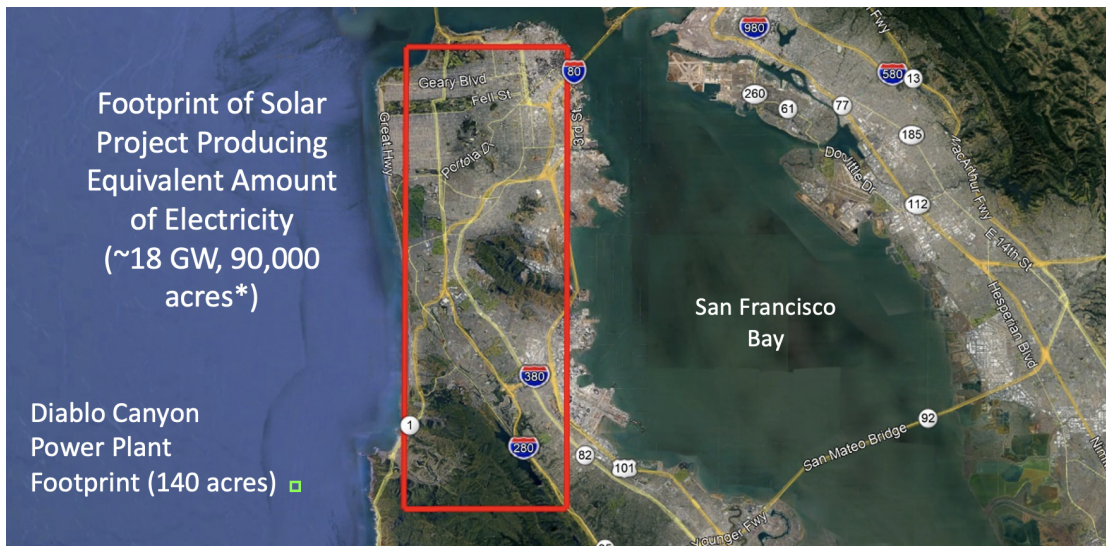 Footprint of Solar
Project Producing
Equivalent Amount
of Electricity
(~18 GW, 90,000
acres*)
Diablo Canyon
Power Plant
Footprint (140 acres)
San Francisco
Bay
Geary Blvd
Fell St
Great Hwy
Portola Dr
3rd St
80
1
380
280
82
101
92
San Mateo Bridge
980
580
13
260
61
77
185
112
Doolittle Dr
MacArthur Fwy
E 14th St
Hesperian Blvd
Fwy
Younger Fwy